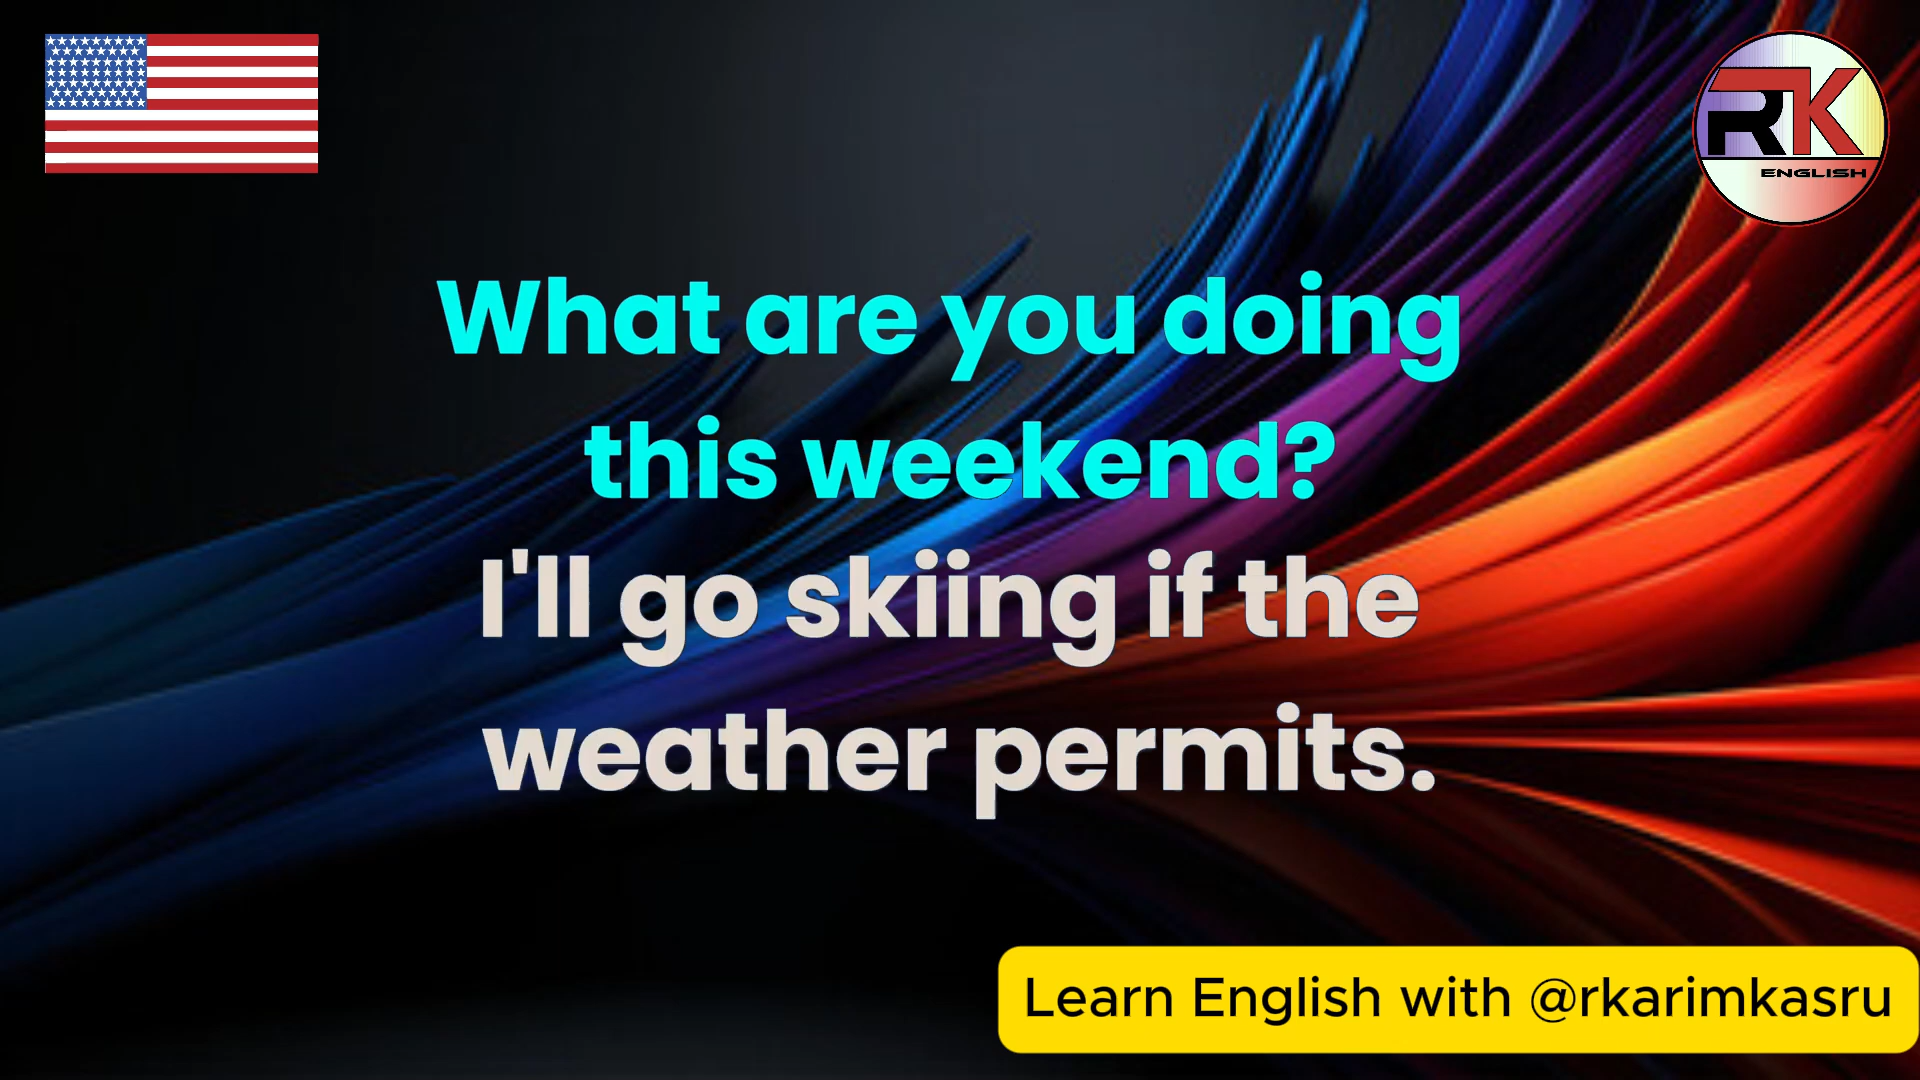 RK
ENGLISH
What are you doing
this weekend?
I'll go skiing if the
weather permits.
Learn English with @rkarimkasru